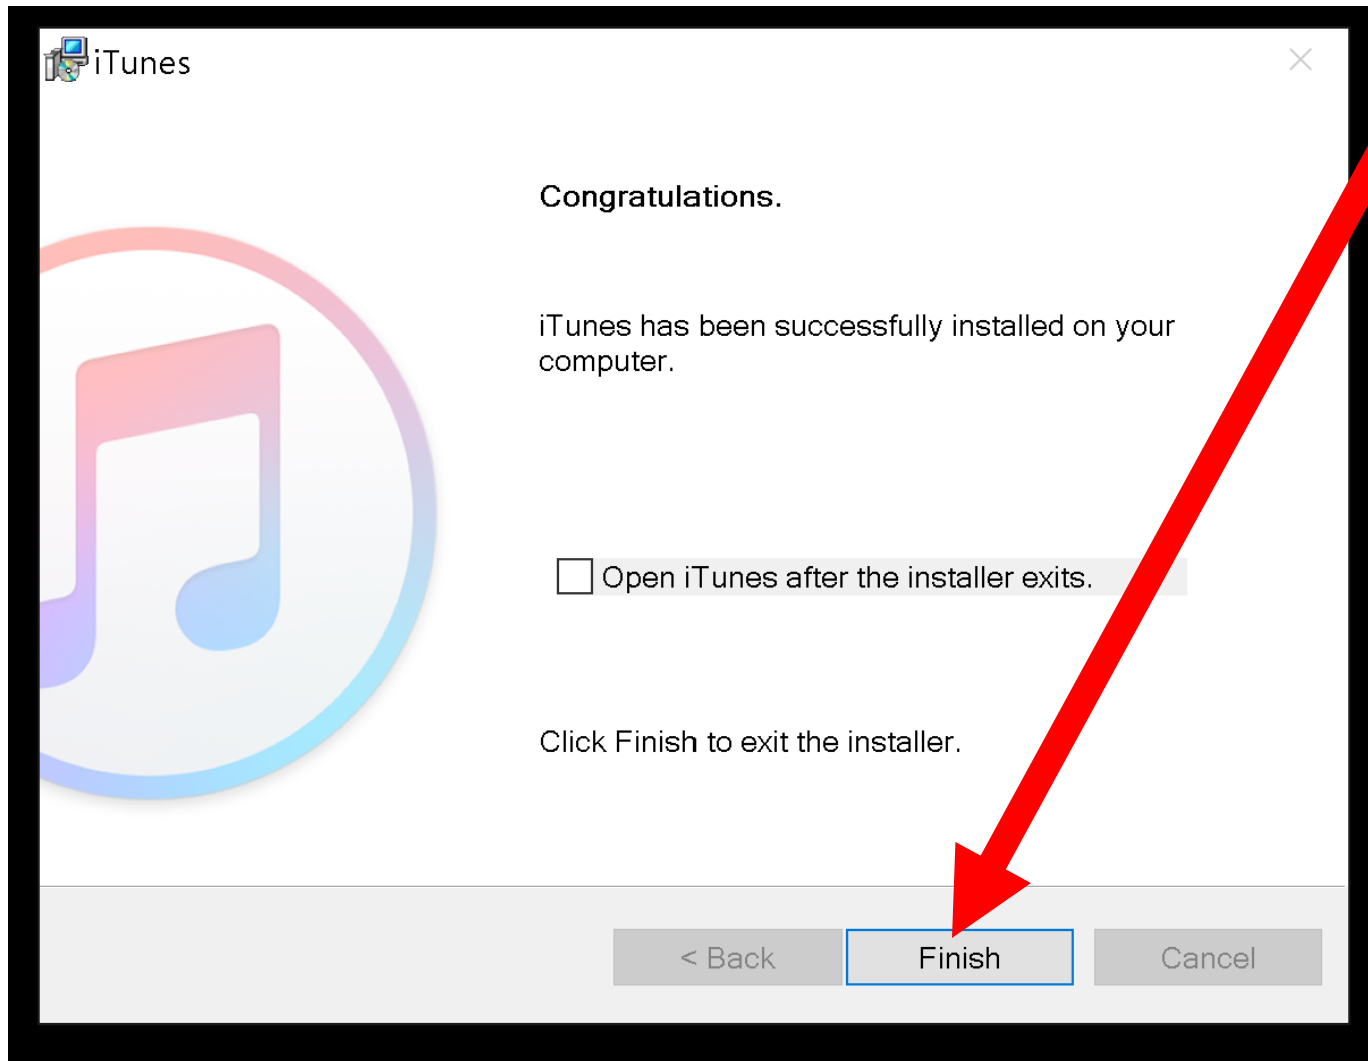 iTunes
Congratulations.
iTunes has been successfully installed on your
computer.
Open iTunes after the installer exits.
Click Finish to exit the installer.
< Back
Finish
Cancel